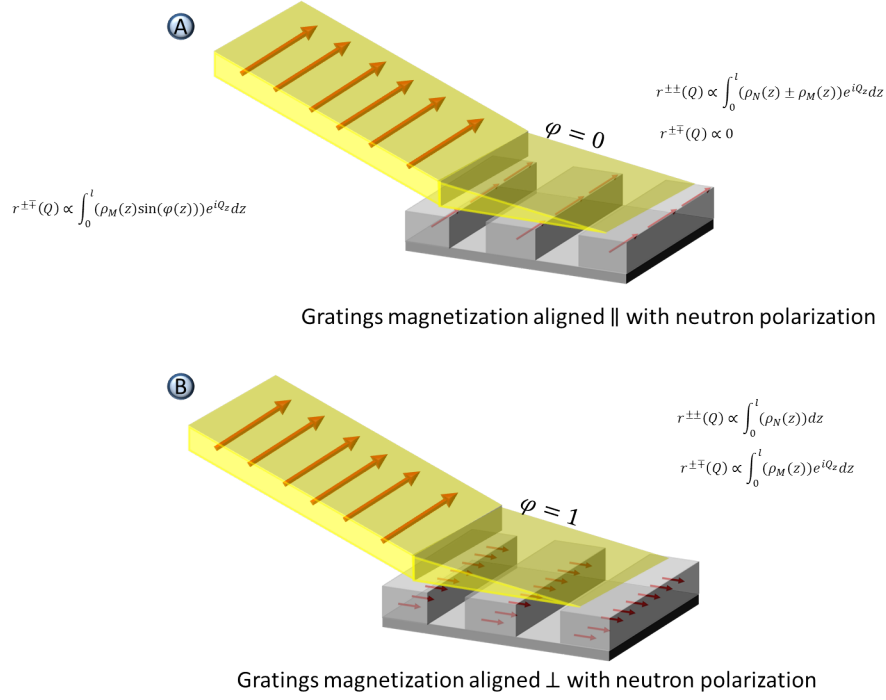 A
φ = 0
r^{±±}(Q) ∝ ∫_0^l (ρ_N(z) ± ρ_M(z))e^{iQ_z}dz
r^{±∓}(Q) ∝ 0
r^{±∓}(Q) ∝ ∫_0^l (ρ_M(z)sin(φ(z)))e^{iQ_z}dz
Gratings magnetization aligned ∥ with neutron polarization
B
φ = 1
r^{±±}(Q) ∝ ∫_0^l (ρ_N(z))dz
r^{±∓}(Q) ∝ ∫_0^l (ρ_M(z))e^{iQ_z}dz
Gratings magnetization aligned ⊥ with neutron polarization